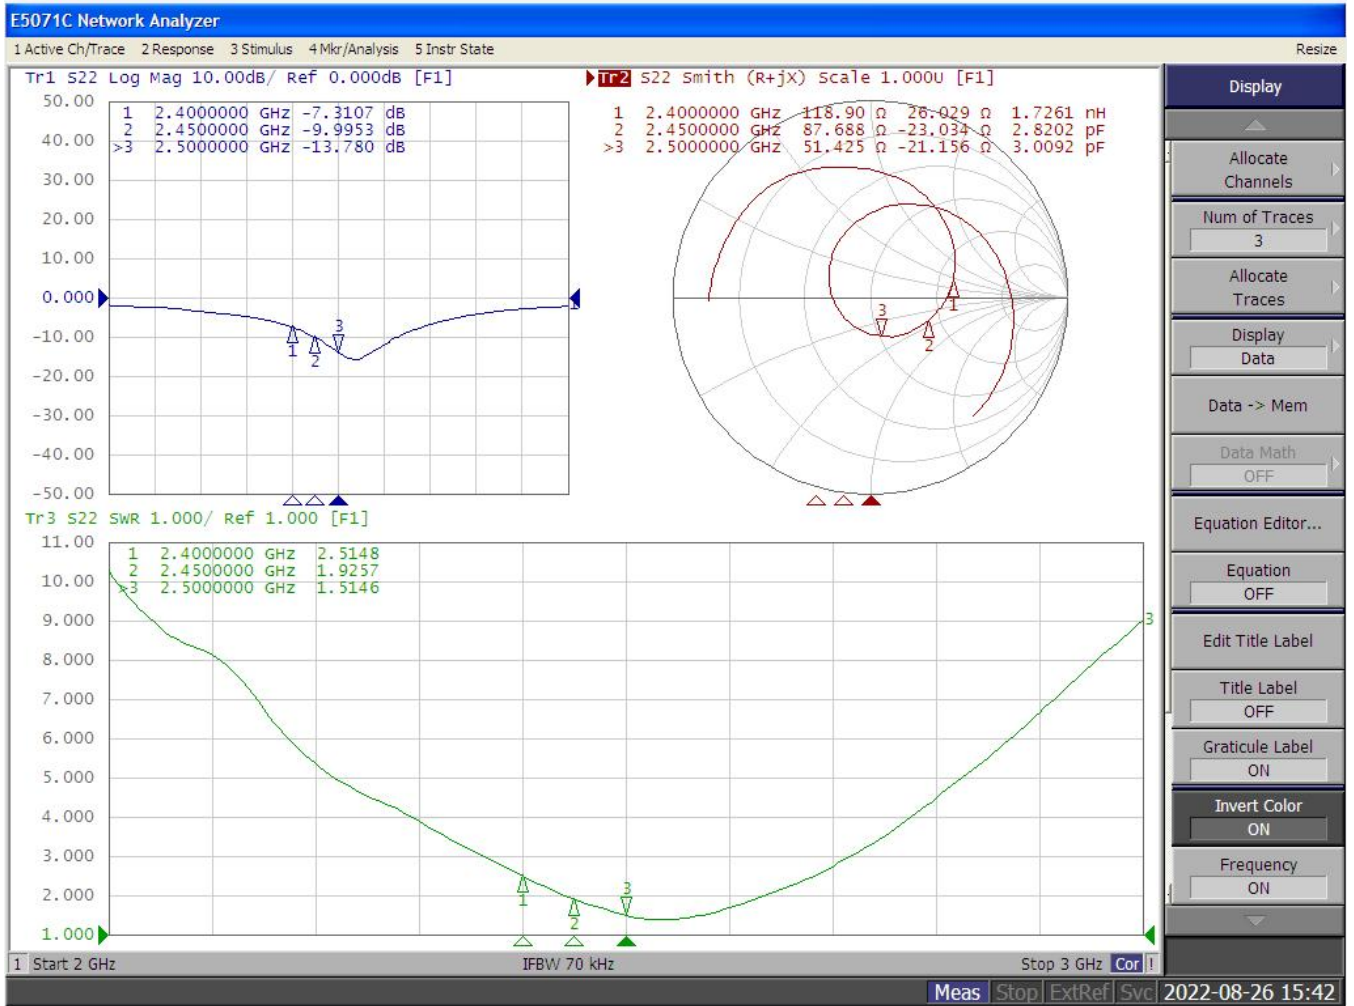 E5071C Network Analyzer
1 Active Ch/Trace 2 Response 3 Stimulus 4 Mkr/Analysis 5 Instr State Resize
Tr1 S22 Log Mag 10.00dB/ Ref 0.000dB [F1]
50.00
1 2.4000000 GHz -7.3107 dB
2 2.4500000 GHz -9.9953 dB
>3 2.5000000 GHz -13.780 dB
40.00
30.00
20.00
10.00
0.000
-10.00
-20.00
-30.00
-40.00
-50.00
1
2
3
1
Tr2 S22 Smith (R+jX) Scale 1.000U [F1]
1 2.4000000 GHz 118.90 Ω 26.029 Ω 1.7261 nH
2 2.4500000 GHz 87.688 Ω -23.034 Ω 2.8202 pF
>3 2.5000000 GHz 51.425 Ω -21.156 Ω 3.0092 pF
3
1
2
Tr3 S22 SWR 1.000/ Ref 1.000 [F1]
11.00
1 2.4000000 GHz 2.5148
2 2.4500000 GHz 1.9257
>3 2.5000000 GHz 1.5146
10.00
9.000
8.000
7.000
6.000
5.000
4.000
3.000
2.000
1.000
1
2
3
3
1 Start 2 GHz IFBW 70 kHz Stop 3 GHz Cor !
Display
Allocate
Channels
Num of Traces
3
Allocate
Traces
Display
Data
Data -> Mem
Data Math
OFF
Equation Editor...
Equation
OFF
Edit Title Label
Title Label
OFF
Graticule Label
ON
Invert Color
ON
Frequency
ON
Meas Stop ExtRef Svc 2022-08-26 15:42